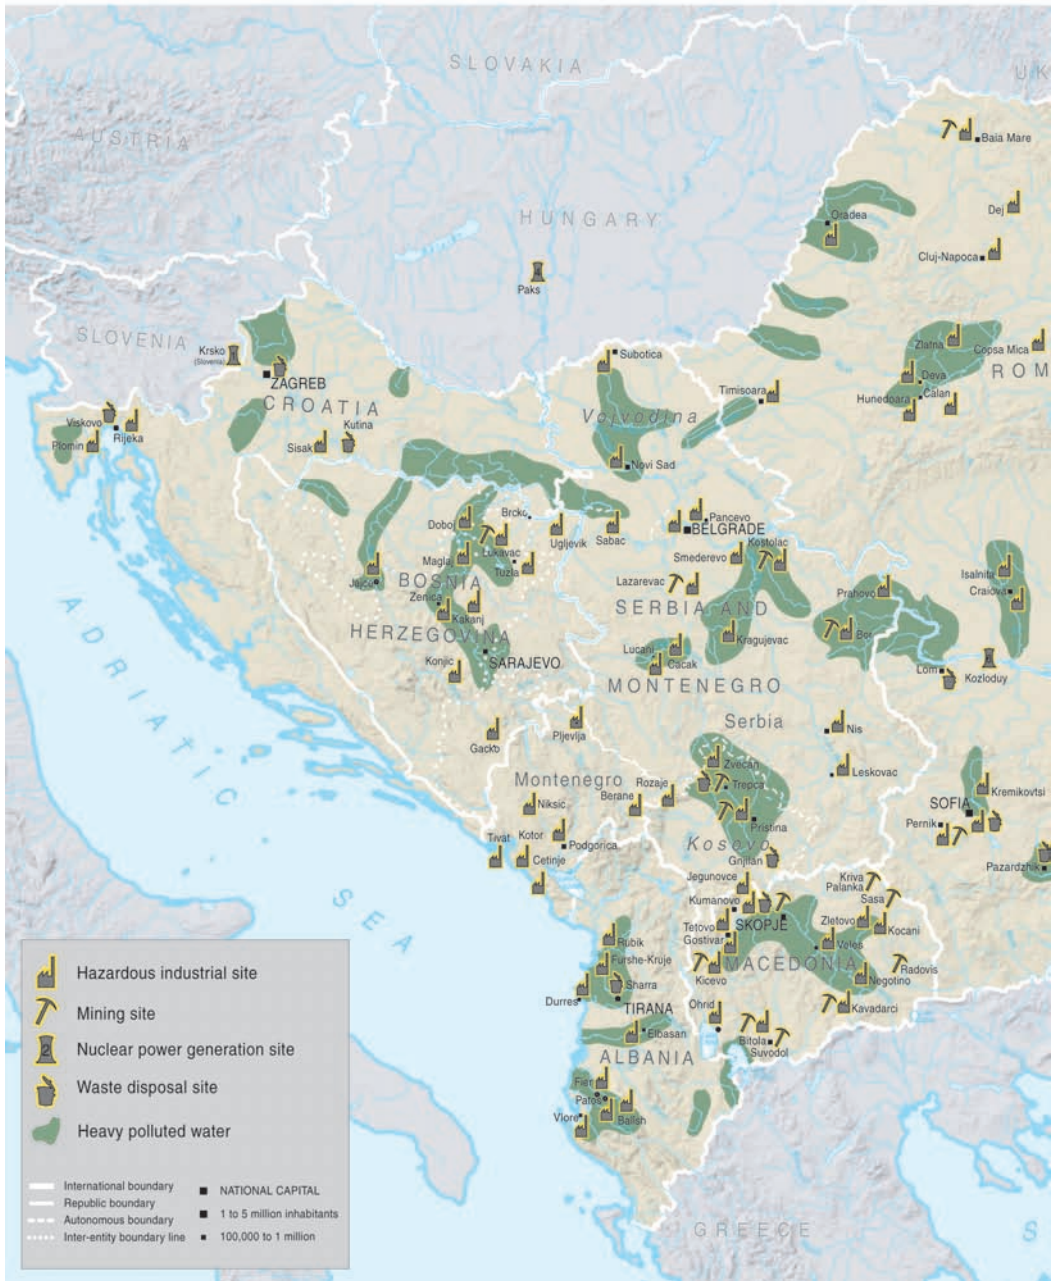 SLOVAKIA
UK
AUSTRIA
Baia Mare
HUNGARY
Oradea
Dej
Cluj-Napoca
Paks
SLOVENIA
Krsko
(Slovenia)
ZAGREB
CROATIA
Subotica
Zlatna
Copsa Mica
ROM
Deva
Calan
Hunedoara
Timisoara
Vojvodina
Viskovo
Rijeka
Plomin
Kutina
Sisak
Novi Sad
Brcko
Doboj
Lukavac
Ugljevik
Sabac
Pancevo
BELGRADE
Kostolac
Smederevo
Maglaj
Tuzla
Jajce
BOSNIA
Zenica
Kakanj
HERZEGOVINA
Lazarevac
SERBIA AND
Prahovo
Isalnita
Craiova
Bor
Kragujevac
Lucani
Cacak
SARAJEVO
Konjic
MONTENEGRO
Lom
Kozloduy
Serbia
Pljevlja
Gacko
Nis
Zvecan
Leskovac
Montenegro
Rozaje
Trepca
Berane
Niksic
Pristina
Kremikovtsi
SOFIA
Pernik
Tivat
Kotor
Podgorica
Cetinje
Kosovo
Gnjilan
Pazardzhik
Jegunovce
Kriva
Palanka
Sasa
Kumanovo
SKOPJE
Zletovo
Kocani
Tetovo
Gostivar
Veles
MACEDONIA
Radovis
Kicevo
Negotino
Kavadarci
Rubik
Furshe-Kruje
Sharra
Durres
TIRANA
Ohrid
Elbasan
Bitola
Suvodol
ALBANIA
Fier
Patos
Ballsh
Vlore
GREECE
S
ADRIATIC
SEA
Hazardous industrial site
Mining site
2
Nuclear power generation site
Waste disposal site
Heavy polluted water
International boundary
Republic boundary
Autonomous boundary
Inter-entity boundary line
NATIONAL CAPITAL
1 to 5 million inhabitants
100,000 to 1 million